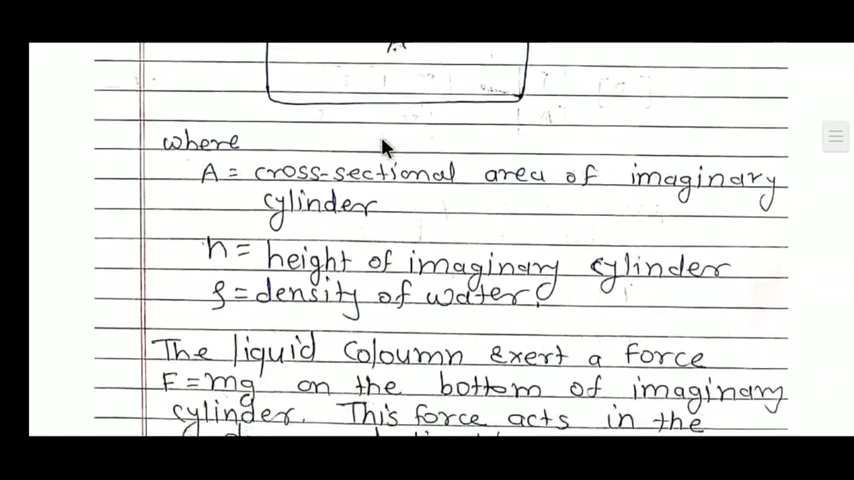 A
where
A = cross-sectional area of imaginary
cylinder
h = height of imaginary cylinder
ρ = density of water.
The liquid coloumn exert a force
F = mg on the bottom of imaginary
cylinder. This force acts in the